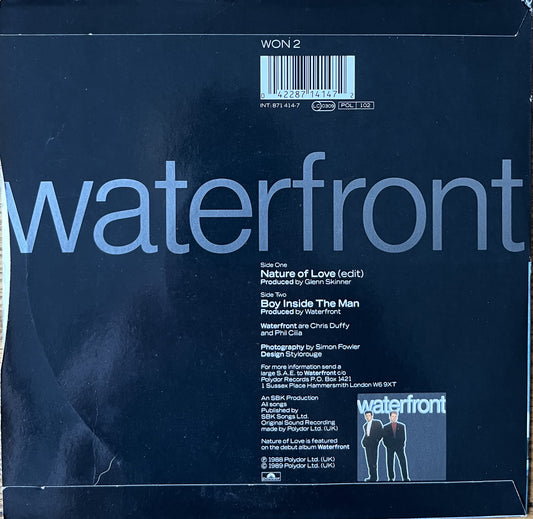 WON 2
0 42287 14147 2
INT: 871 414-7 LC 0309 POL 102
waterfront
Side One
Nature of Love (edit)
Produced by Glenn Skinner
Side Two
Boy Inside The Man
Produced by Waterfront
Waterfront are Chris Duffy
and Phil Cilia
Photography by Simon Fowler
Design Stylorouge
For more information send a
large S.A.E. to Waterfront c/o
Polydor Records P.O. Box 1421
1 Sussex Place Hammersmith London W6 9XT
An SBK Production
All songs
Published by
SBK Songs Ltd.
Original Sound Recording
made by Polydor Ltd. (UK)
Nature of Love is featured
on the debut album Waterfront
℗ 1988 Polydor Ltd. (UK)
© 1989 Polydor Ltd. (UK)
waterfront